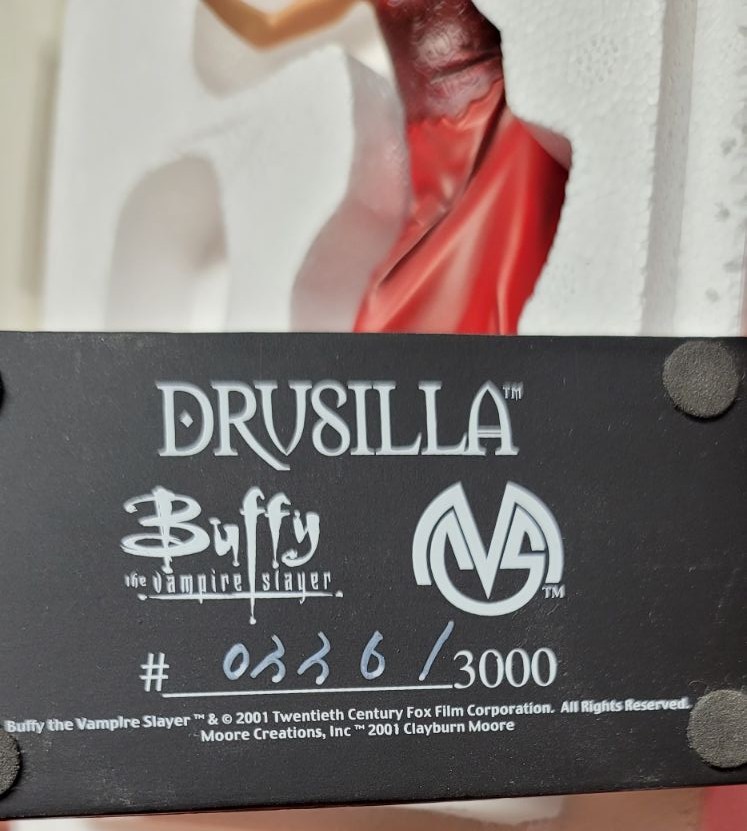 DRUSILLA™
Buffy
the vampire slayer
# 0336/3000
Buffy the Vampire Slayer ™ & © 2001 Twentieth Century Fox Film Corporation. All Rights Reserved.
Moore Creations, Inc ™ 2001 Clayburn Moore